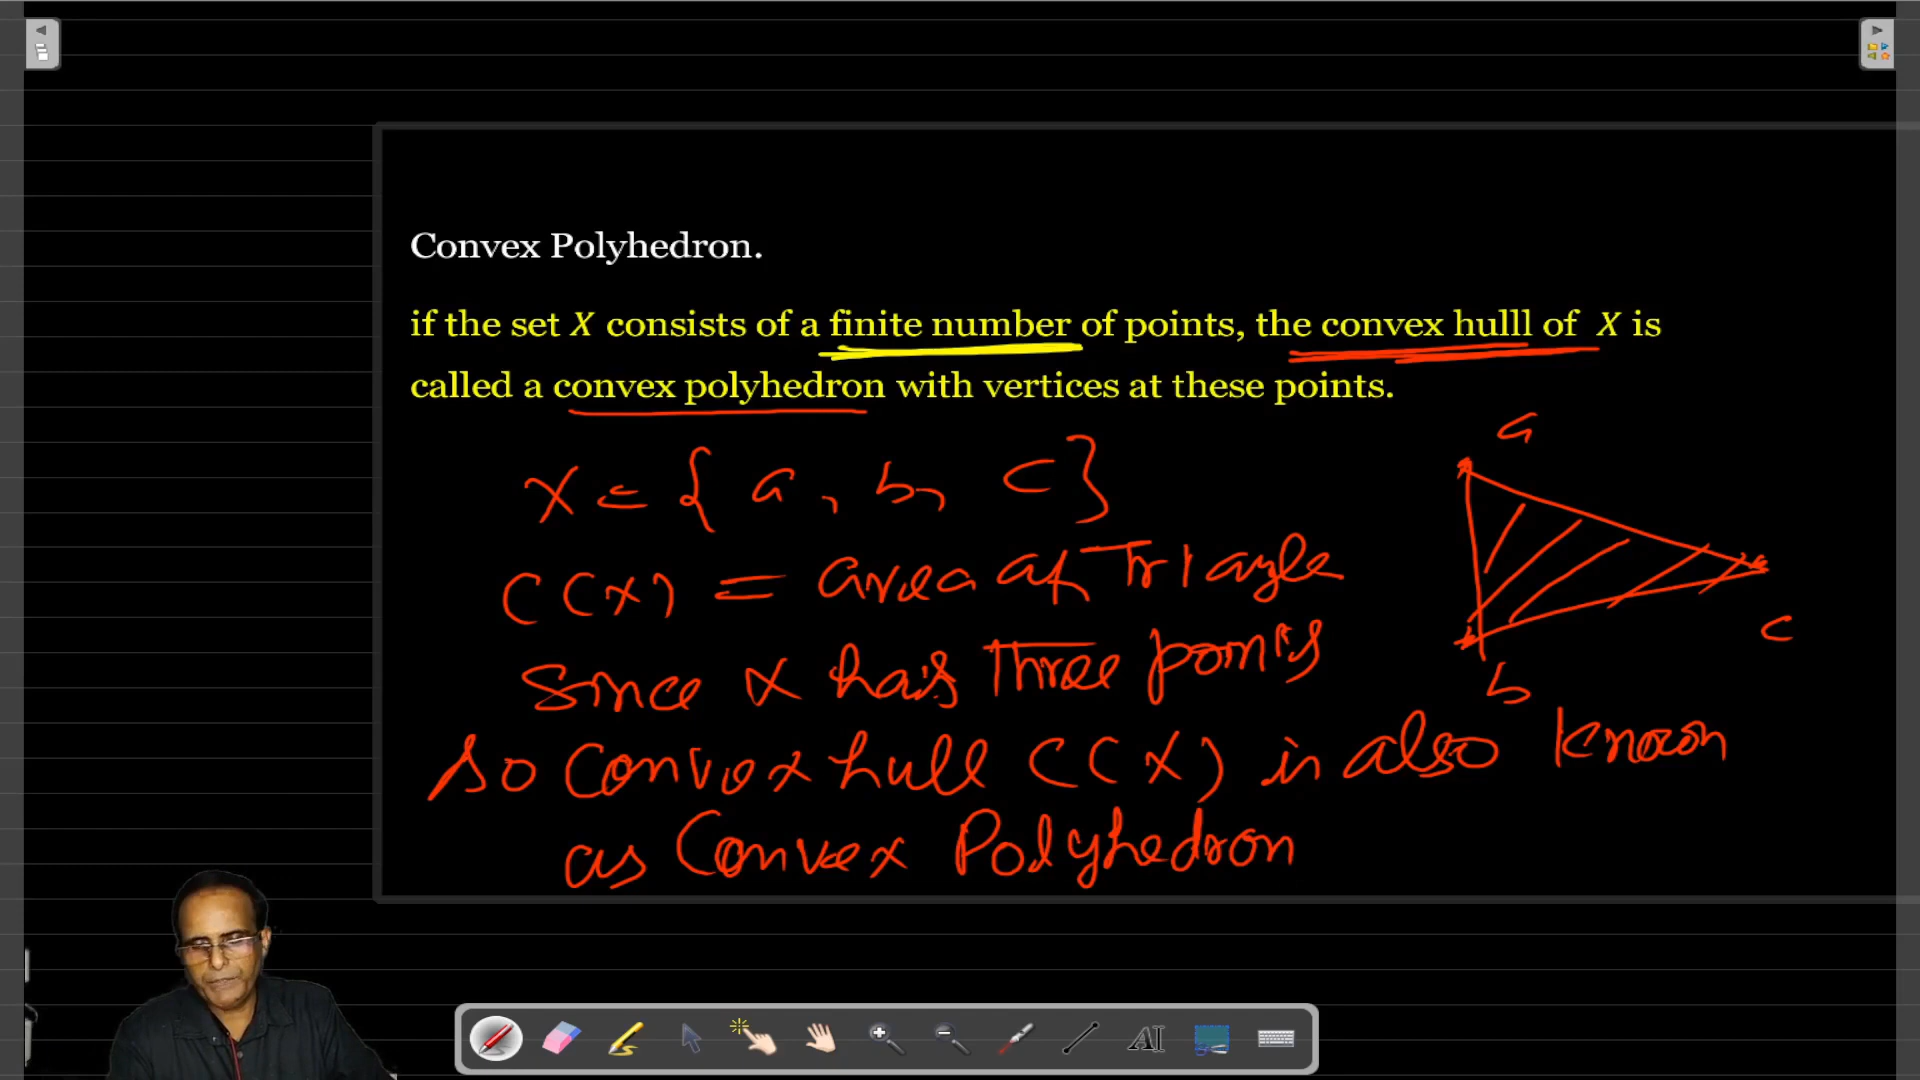 Convex Polyhedron.
if the set X consists of a finite number of points, the convex hulll of X is
called a convex polyhedron with vertices at these points.
a
X = { a, b, c }
C(X) = area of Triangle
c
since X has Three points
b
so Convex hull C(X) is also known
as Convex Polyhedron
AI